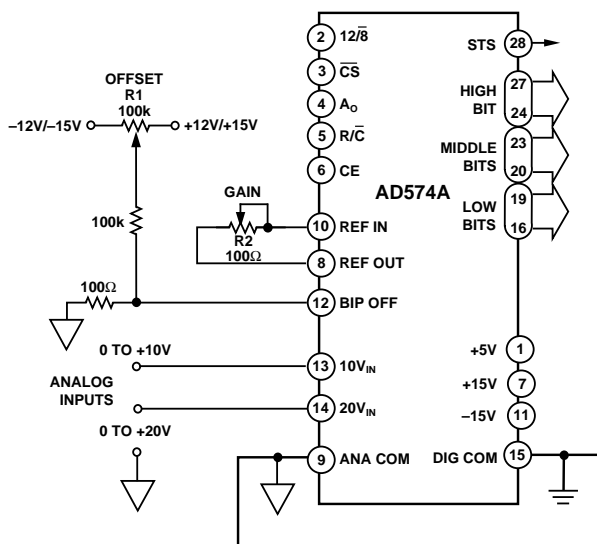 OFFSET
R1
100k
–12V/–15V
+12V/+15V
100k
100Ω
GAIN
R2
100Ω
0 TO +10V
ANALOG
INPUTS
0 TO +20V
2 12/8̅
3 C̅S̅
4 AO
5 R/C̅
6 CE
10 REF IN
8 REF OUT
12 BIP OFF
13 10VIN
14 20VIN
9 ANA COM
AD574A
STS 28
HIGH
BIT
27
24
MIDDLE
BITS
23
20
LOW
BITS
19
16
+5V 1
+15V 7
–15V 11
DIG COM 15